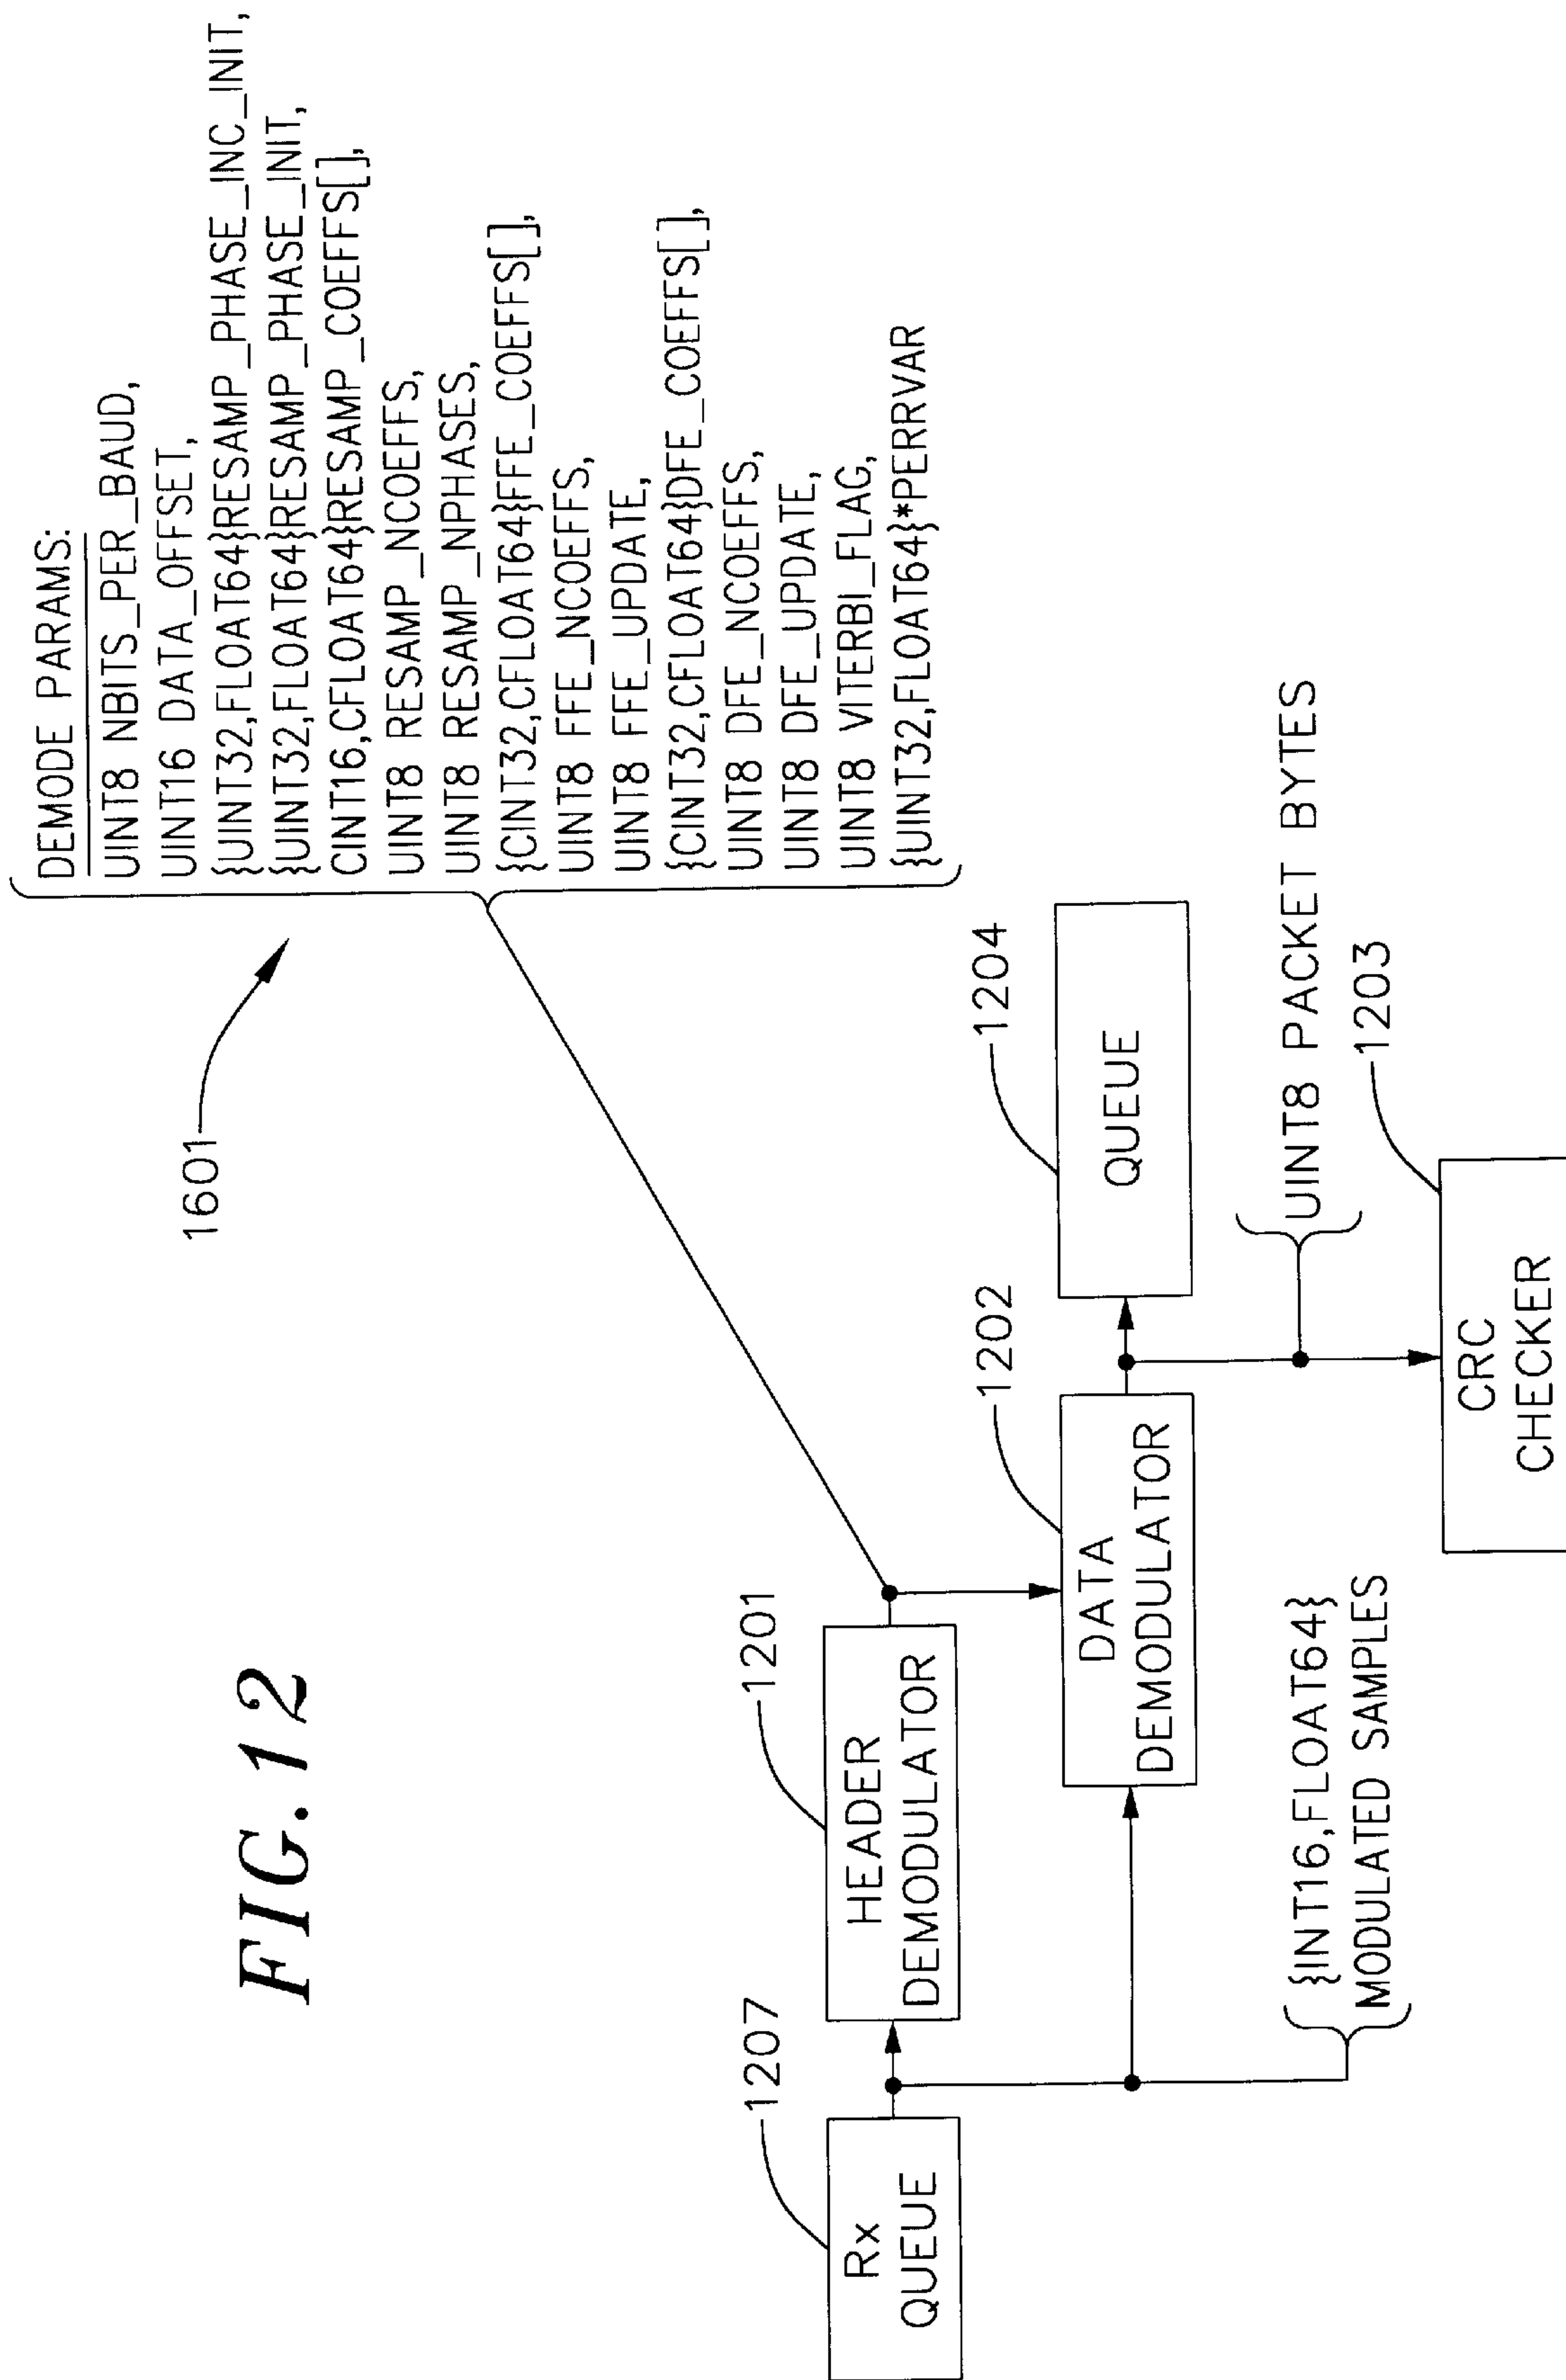 FIG.12
1601
DEMODE PARAMS:
UINT8 NBITS_PER_BAUD,
UINT16 DATA_OFFSET,
{UINT32,FLOAT64}RESAMP_PHASE_INC_INIT,
{UINT32,FLOAT64}RESAMP_PHASE_INIT,
CINT16,CFLOAT64}RESAMP_COEFFS[],
UINT8 RESAMP_NCOEFFS,
UINT8 RESAMP_NPHASES,
{CINT32,CFLOAT64}FFE_COEFFS[],
UINT8 FFE_NCOEFFS,
UINT8 FFE_UPDATE,
{CINT32,CFLOAT64}DFE_COEFFS[],
UINT8 DFE_NCOEFFS,
UINT8 DFE_UPDATE,
UINT8 VITERBI_FLAG,
{UINT32,FLOAT64}*PERRVAR
1207
Rx
QUEUE
1201
HEADER
DEMODULATOR
1202
DATA
DEMODULATOR
1204
QUEUE
{INT16,FLOAT64}
MODULATED SAMPLES
UINT8 PACKET BYTES
1203
CRC
CHECKER